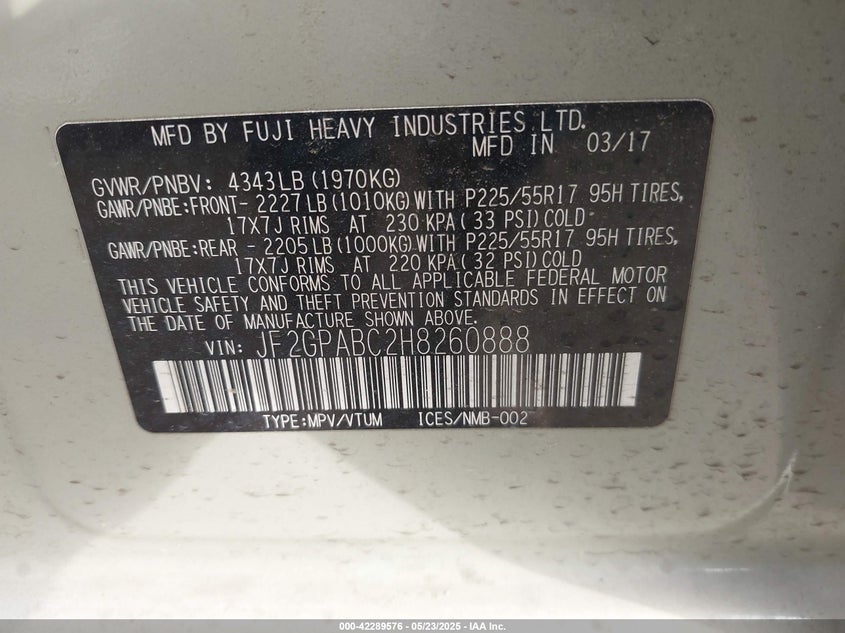 MFD BY FUJI HEAVY INDUSTRIES LTD.
MFD IN 03/17
GVWR/PNBV: 4343LB(1970KG)
GAWR/PNBE:FRONT- 2227LB(1010KG)WITH P225/55R17 95H TIRES,
17X7J RIMS AT 230 KPA( 33 PSI)COLD
GAWR/PNBE:REAR - 2205LB(1000KG)WITH P225/55R17 95H TIRES,
17X7J RIMS AT 220 KPA( 32 PSI)COLD
THIS VEHICLE CONFORMS TO ALL APPLICABLE FEDERAL MOTOR
VEHICLE SAFETY AND THEFT PREVENTION STANDARDS IN EFFECT ON
THE DATE OF MANUFACTURE SHOWN ABOVE.
VIN: JF2GPABC2H8260888
TYPE:MPV/VTUM ICES/NMB-002
000-42289576 - 05/23/2025 - IAA Inc.